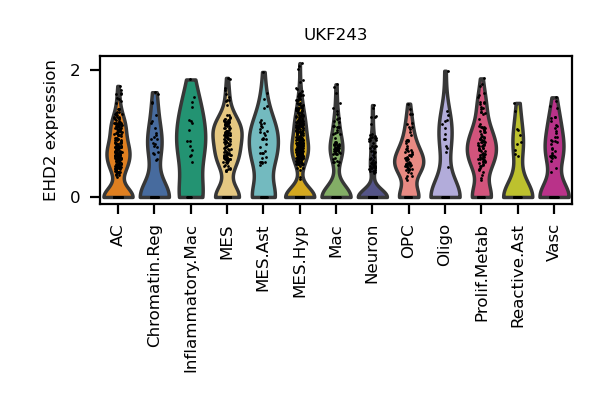 UKF243
EHD2 expression
2
0
AC
Chromatin.Reg
Inflammatory.Mac
MES
MES.Ast
MES.Hyp
Mac
Neuron
OPC
Oligo
Prolif.Metab
Reactive.Ast
Vasc